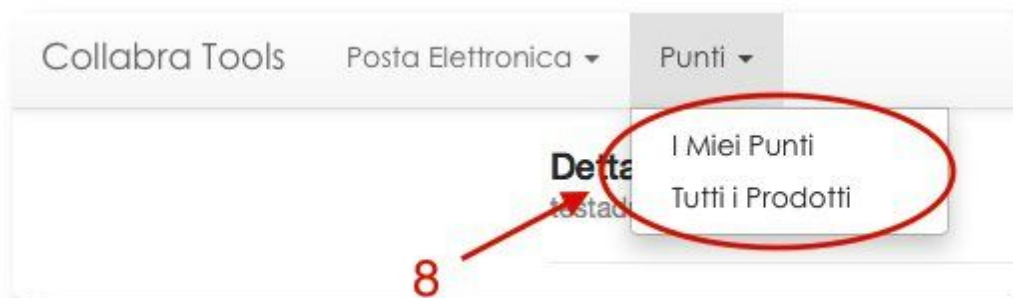 Collabra Tools Posta Elettronica Punti
I Miei Punti
Tutti i Prodotti
8